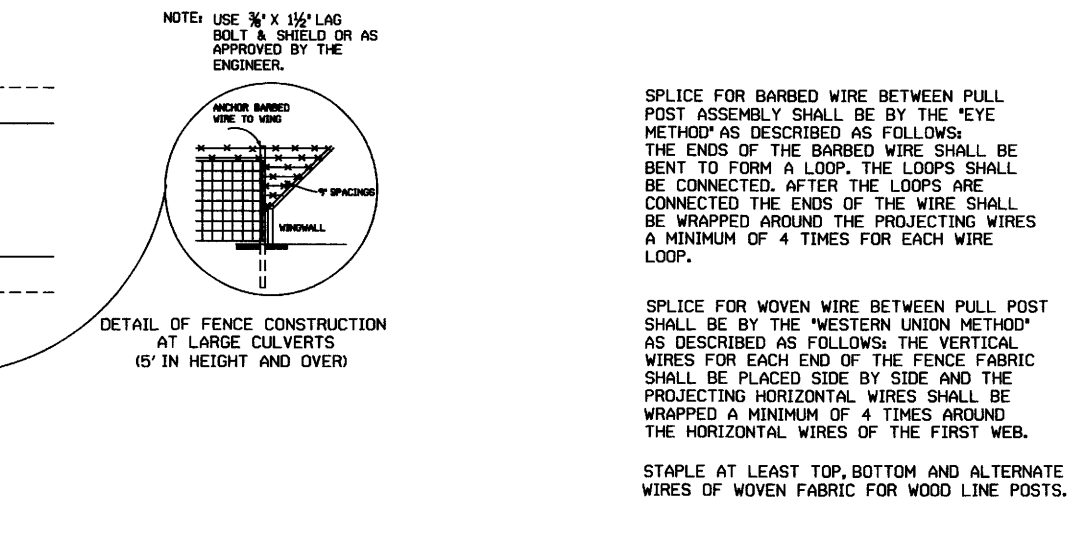 NOTE: USE ⅜" X 1½" LAG
BOLT & SHIELD OR AS
APPROVED BY THE
ENGINEER.
ANCHOR BARBED
WIRE TO WING
9" SPACINGS
WINGWALL
DETAIL OF FENCE CONSTRUCTION
AT LARGE CULVERTS
(5' IN HEIGHT AND OVER)
SPLICE FOR BARBED WIRE BETWEEN PULL
POST ASSEMBLY SHALL BE BY THE "EYE
METHOD" AS DESCRIBED AS FOLLOWS:
THE ENDS OF THE BARBED WIRE SHALL BE
BENT TO FORM A LOOP. THE LOOPS SHALL
BE CONNECTED. AFTER THE LOOPS ARE
CONNECTED THE ENDS OF THE WIRE SHALL
BE WRAPPED AROUND THE PROJECTING WIRES
A MINIMUM OF 4 TIMES FOR EACH WIRE
LOOP.
SPLICE FOR WOVEN WIRE BETWEEN PULL POST
SHALL BE BY THE "WESTERN UNION METHOD"
AS DESCRIBED AS FOLLOWS: THE VERTICAL
WIRES FOR EACH END OF THE FENCE FABRIC
SHALL BE PLACED SIDE BY SIDE AND THE
PROJECTING HORIZONTAL WIRES SHALL BE
WRAPPED A MINIMUM OF 4 TIMES AROUND
THE HORIZONTAL WIRES OF THE FIRST WEB.
STAPLE AT LEAST TOP, BOTTOM AND ALTERNATE
WIRES OF WOVEN FABRIC FOR WOOD LINE POSTS.